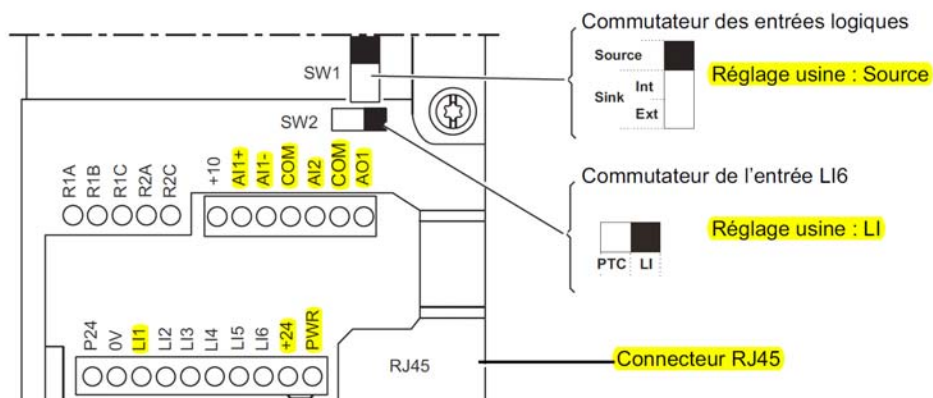 Commutateur des entrées logiques
Source
Réglage usine : Source
SW1
Int
Sink
Ext
SW2
R1A
R1B
R1C
R2A
R2C
+10
AI1+
AI1-
COM
AI2
COM
AO1
Commutateur de l'entrée LI6
Réglage usine : LI
PTC LI
P24
0V
LI1
LI2
LI3
LI4
LI5
LI6
+24
PWR
RJ45
Connecteur RJ45